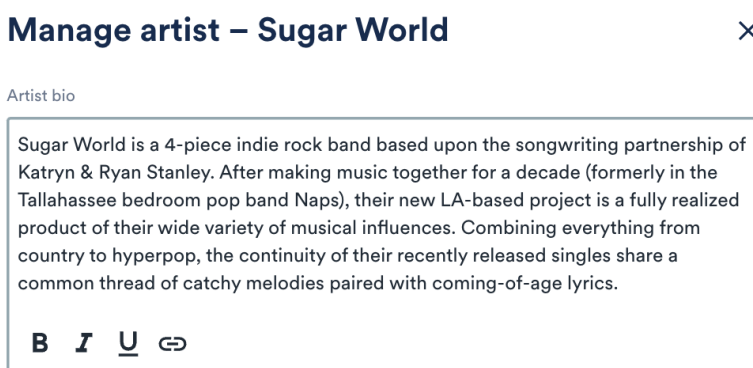 Manage artist – Sugar World
Artist bio
Sugar World is a 4-piece indie rock band based upon the songwriting partnership of
Katryn & Ryan Stanley. After making music together for a decade (formerly in the
Tallahassee bedroom pop band Naps), their new LA-based project is a fully realized
product of their wide variety of musical influences. Combining everything from
country to hyperpop, the continuity of their recently released singles share a
common thread of catchy melodies paired with coming-of-age lyrics.
B I U